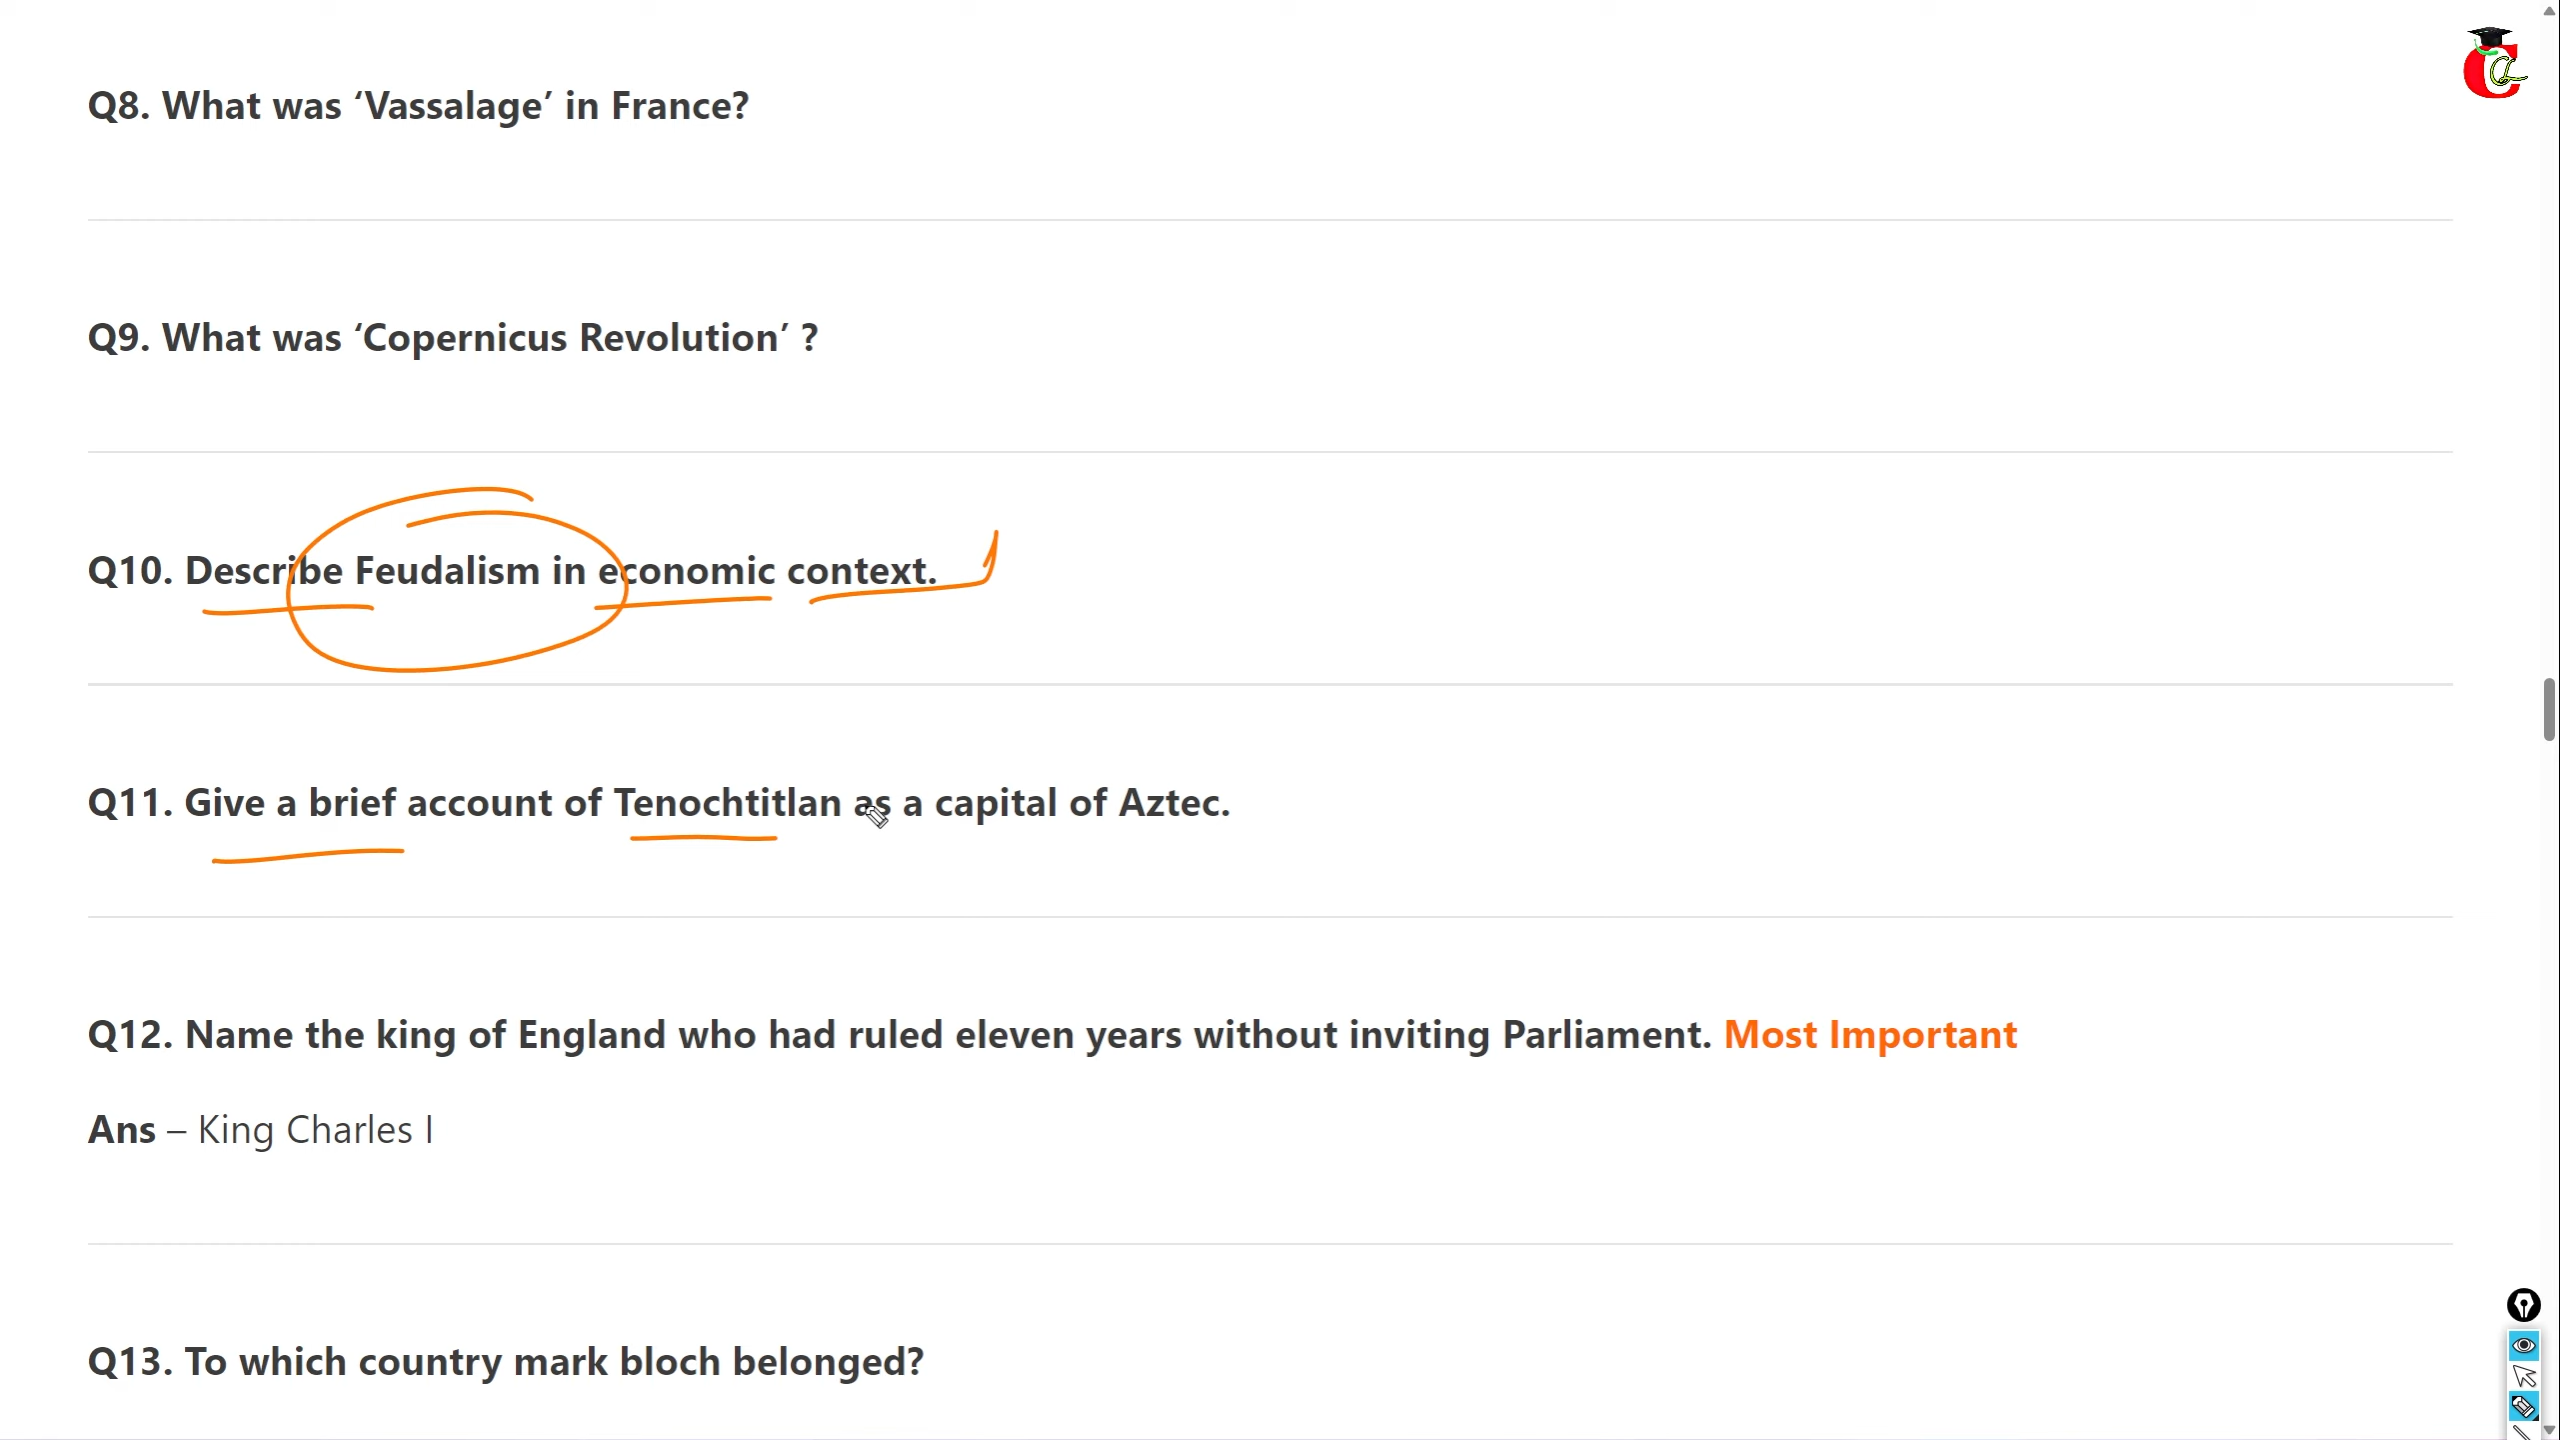 Q8. What was ‘Vassalage’ in France?
Q9. What was ‘Copernicus Revolution’ ?
Q10. Describe Feudalism in economic context.
Q11. Give a brief account of Tenochtitlan as a capital of Aztec.
Q12. Name the king of England who had ruled eleven years without inviting Parliament. Most Important
Ans – King Charles I
Q13. To which country mark bloch belonged?